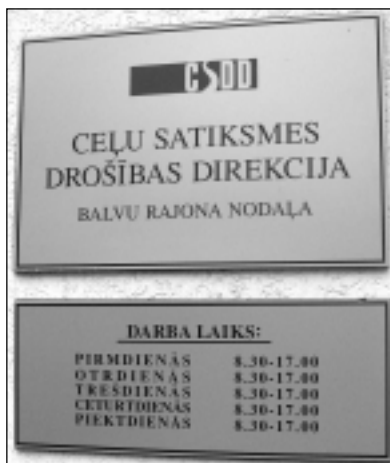 CSDD
CEĻU SATIKSMES
DROŠĪBAS DIREKCIJA
BALVU RAJONA NODAĻA
DARBA LAIKS:
PIRMDIENĀS 8.30-17.00
OTRDIENĀS 8.30-17.00
TREŠDIENĀS 8.30-17.00
CETURTDIENĀS 8.30-17.00
PIEKTDIENĀS 8.30-17.00